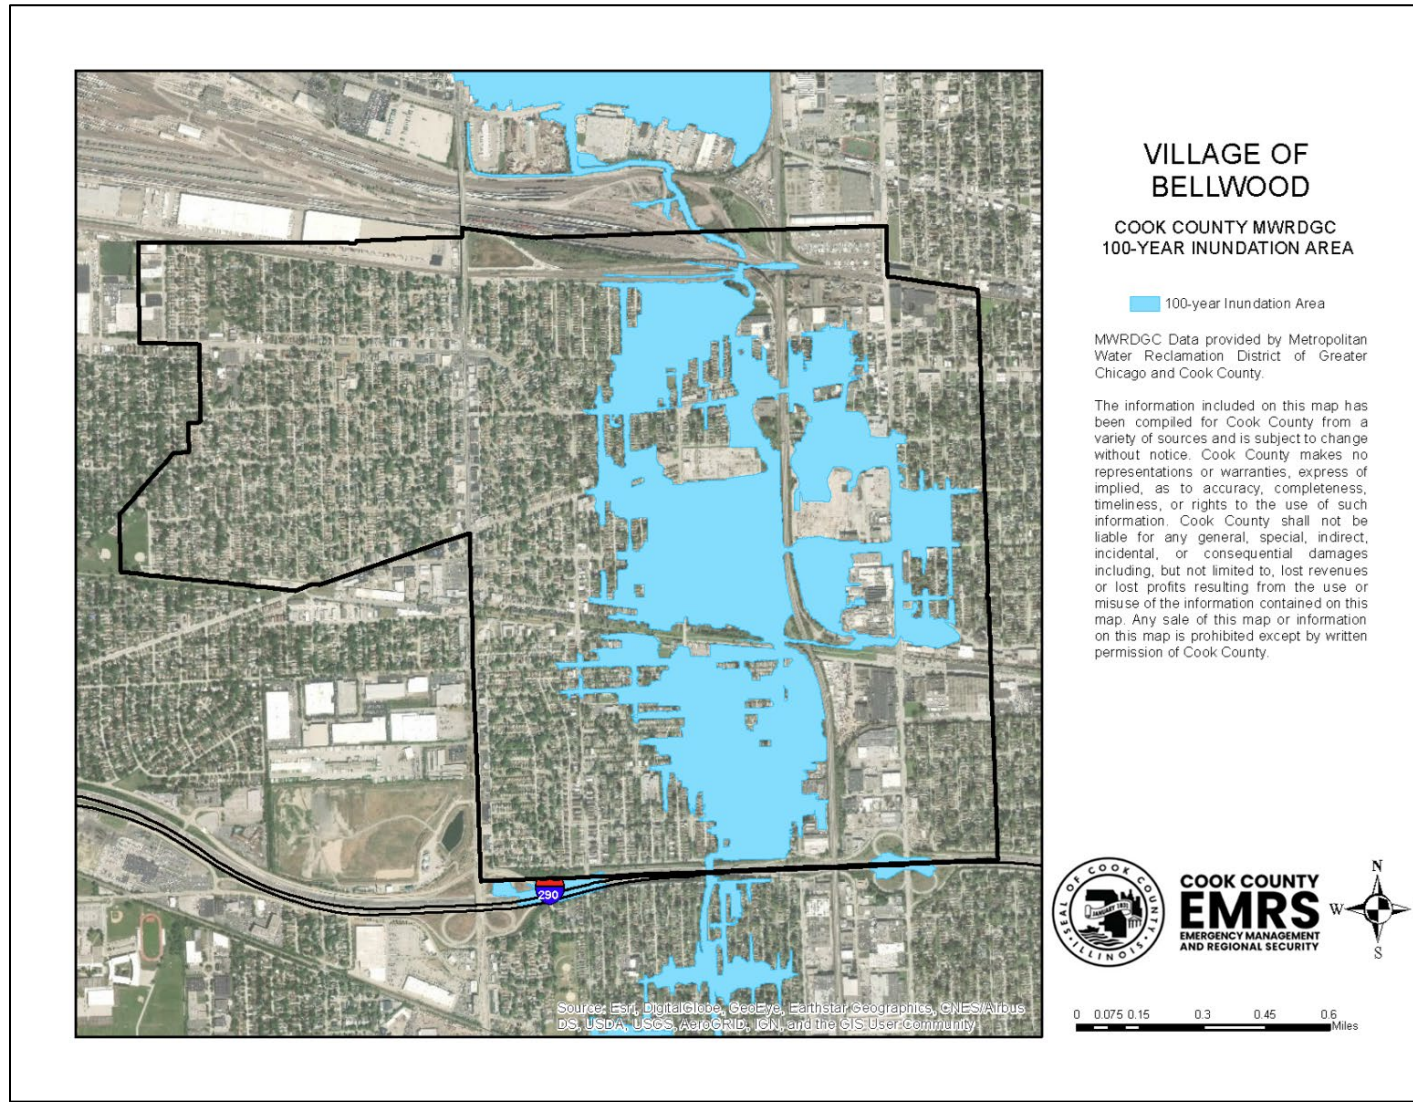 VILLAGE OF
BELLWOOD
COOK COUNTY MWRDGC
100-YEAR INUNDATION AREA
100-year Inundation Area
MWRDGC Data provided by Metropolitan
Water Reclamation District of Greater
Chicago and Cook County.
The information included on this map has
been compiled for Cook County from a
variety of sources and is subject to change
without notice. Cook County makes no
representations or warranties, express of
implied, as to accuracy, completeness,
timeliness, or rights to the use of such
information. Cook County shall not be
liable for any general, special, indirect,
incidental, or consequential damages
including, but not limited to, lost revenues
or lost profits resulting from the use or
misuse of the information contained on this
map. Any sale of this map or information
on this map is prohibited except by written
permission of Cook County.
290
Source: Esri, DigitalGlobe, GeoEye, Earthstar Geographics, CNES/Airbus
DS, USDA, USGS, AeroGRID, IGN, and the GIS User Community
SEAL OF COOK COUNTY
JANUARY 1831
ILLINOIS
COOK COUNTY
EMRS
EMERGENCY MANAGEMENT
AND REGIONAL SECURITY
N
W
S
0 0.075 0.15 0.3 0.45 0.6
Miles